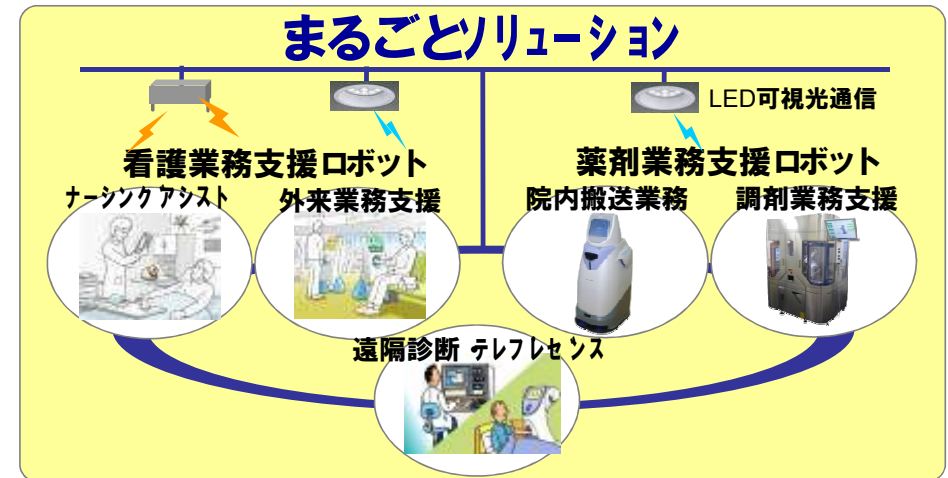 まるごとソリューション
LED可視光通信
看護業務支援ロボット
薬剤業務支援ロボット
ナーシンクアシスト
外来業務支援
院内搬送業務
調剤業務支援
遠隔診断 テレフレセンス